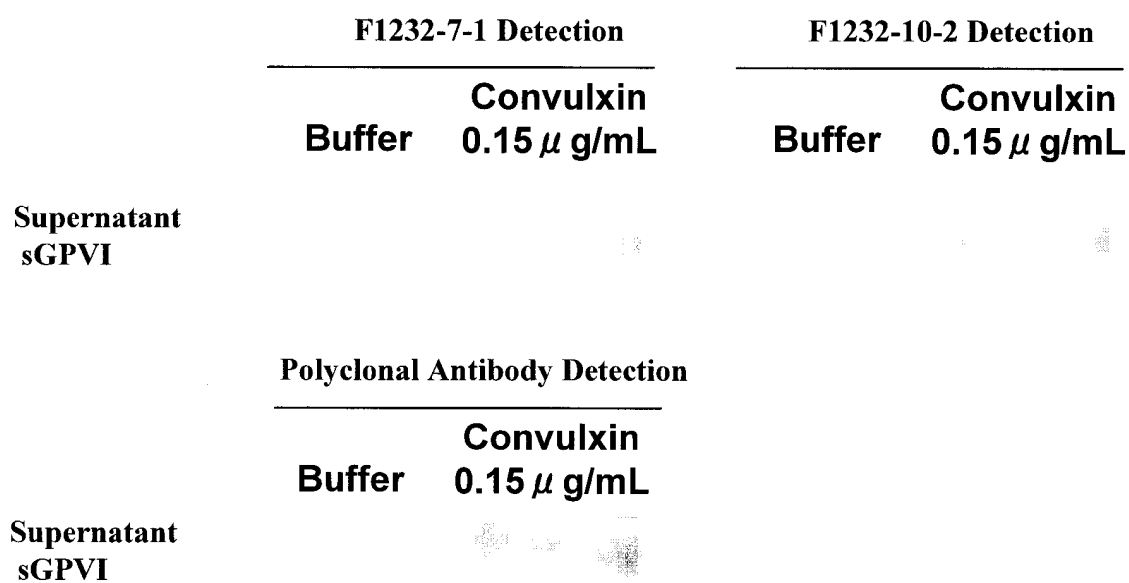 F1232-7-1 Detection
Buffer
Convulxin
0.15 μ g/mL
F1232-10-2 Detection
Buffer
Convulxin
0.15 μ g/mL
Supernatant
sGPVI
Polyclonal Antibody Detection
Buffer
Convulxin
0.15 μ g/mL
Supernatant
sGPVI